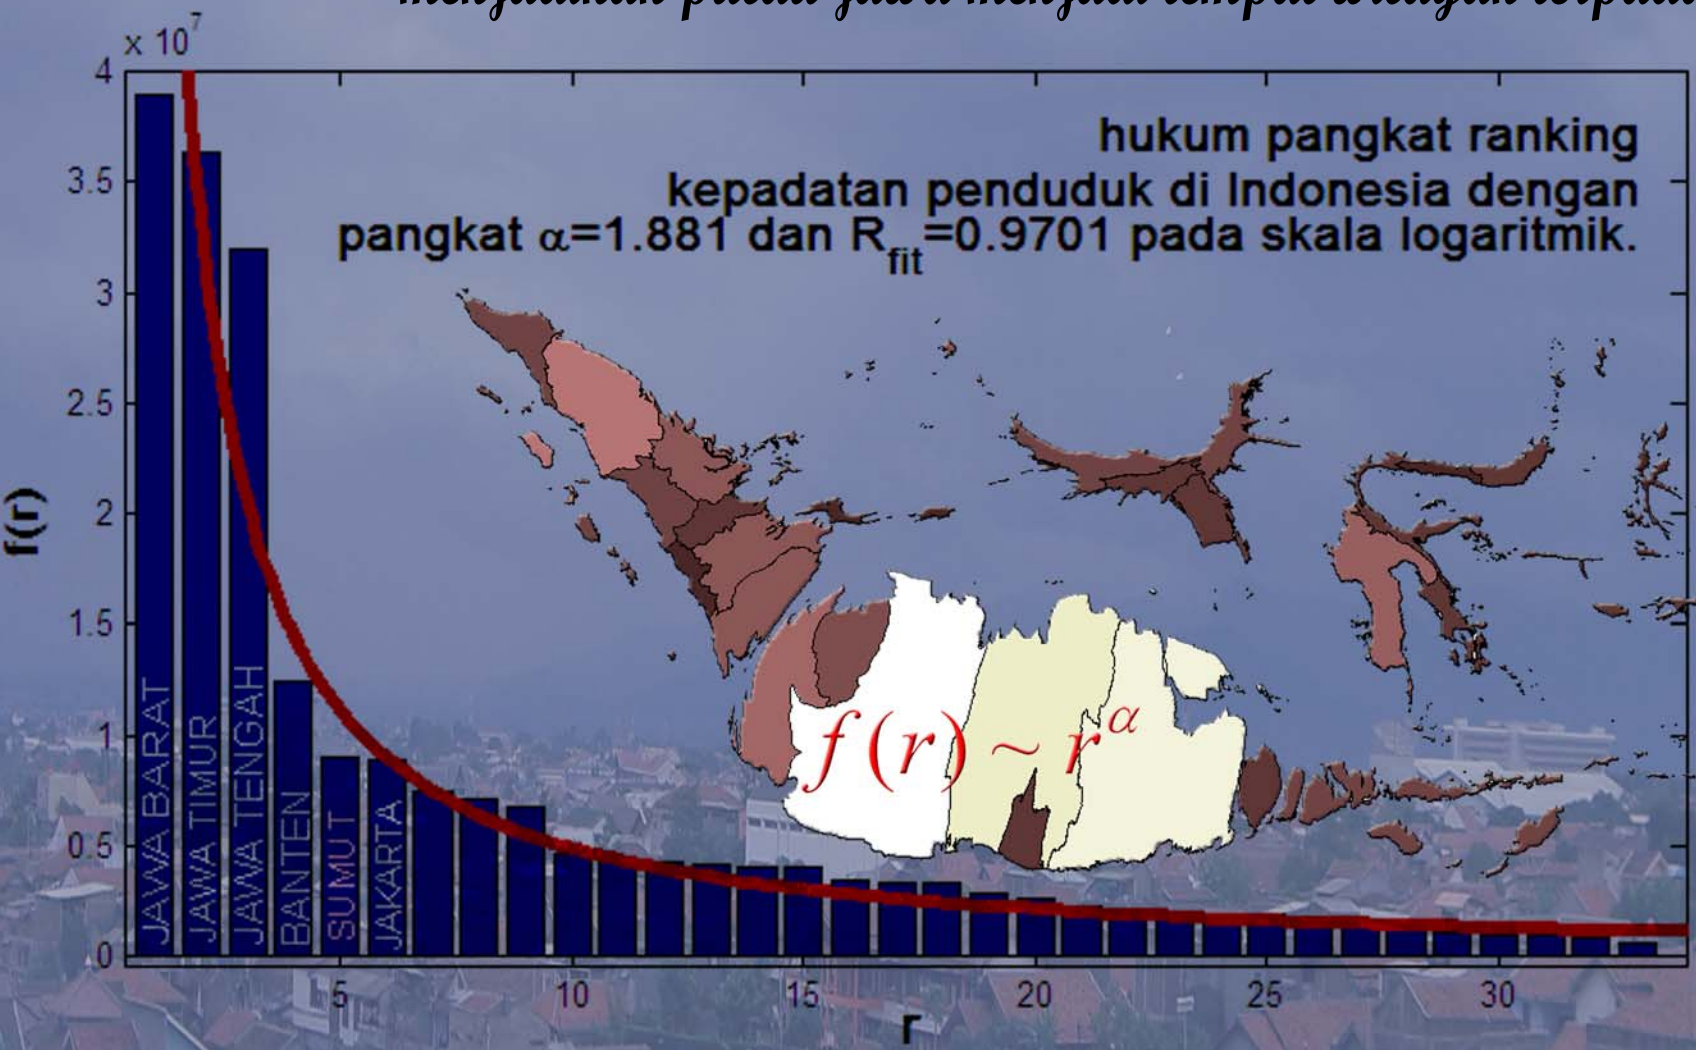 x 10⁷
4
3.5
3
2.5
2
1.5
1
0.5
0
f(r)
hukum pangkat ranking
kepadatan penduduk di Indonesia dengan
pangkat α=1.881 dan R_fit=0.9701 pada skala logaritmik.
f(r) ~ r^α
JAWA BARAT
JAWA TIMUR
JAWA TENGAH
BANTEN
SUMUT
JAKARTA
5 10 15 20 25 30
r